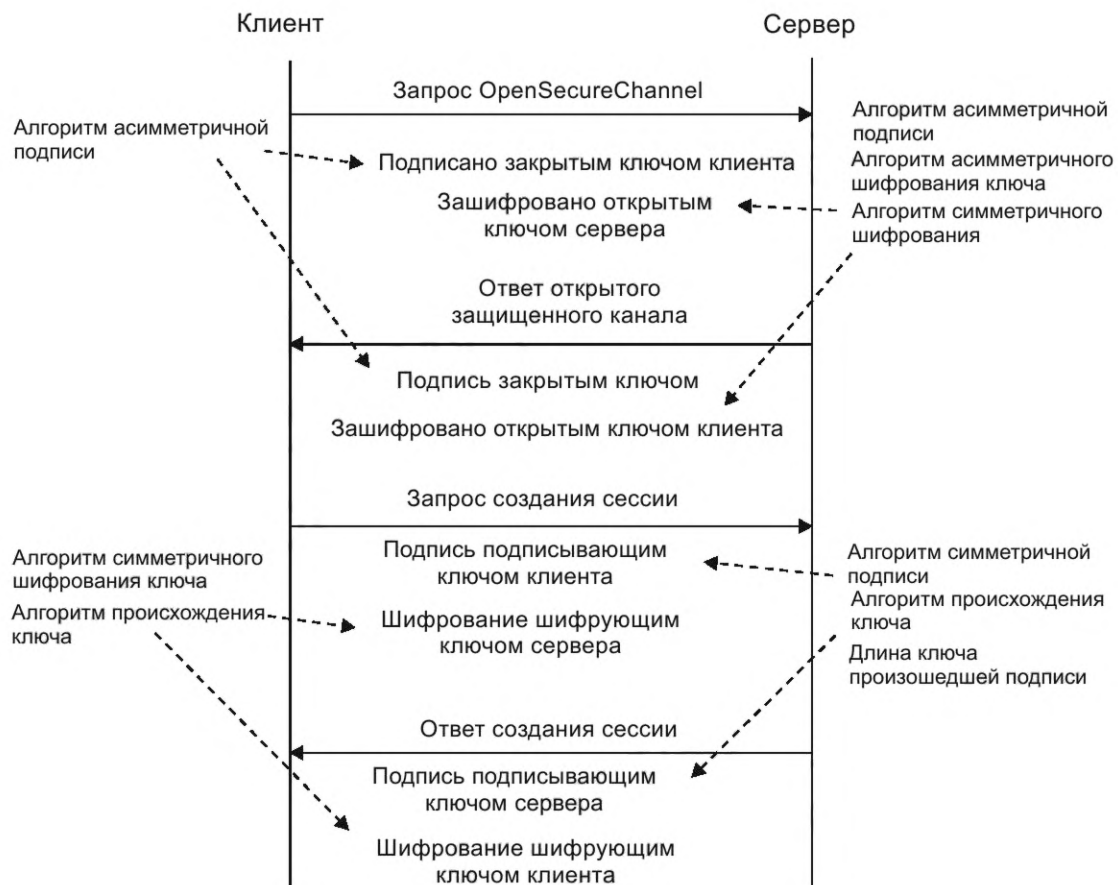 Клиент
Сервер
Запрос OpenSecureChannel
Алгоритм асимметричной
подписи
Алгоритм асимметричной
подписи
Алгоритм асимметричного
шифрования ключа
Алгоритм симметричного
шифрования
Подписано закрытым ключом клиента
Зашифровано открытым
ключом сервера
Ответ открытого
защищенного канала
Подпись закрытым ключом
Зашифровано открытым ключом клиента
Запрос создания сессии
Алгоритм симметричного
шифрования ключа
Алгоритм происхождения
ключа
Подпись подписывающим
ключом клиента
Алгоритм симметричной
подписи
Алгоритм происхождения
ключа
Длина ключа
произошедшей подписи
Шифрование шифрующим
ключом сервера
Ответ создания сессии
Подпись подписывающим
ключом сервера
Шифрование шифрующим
ключом клиента